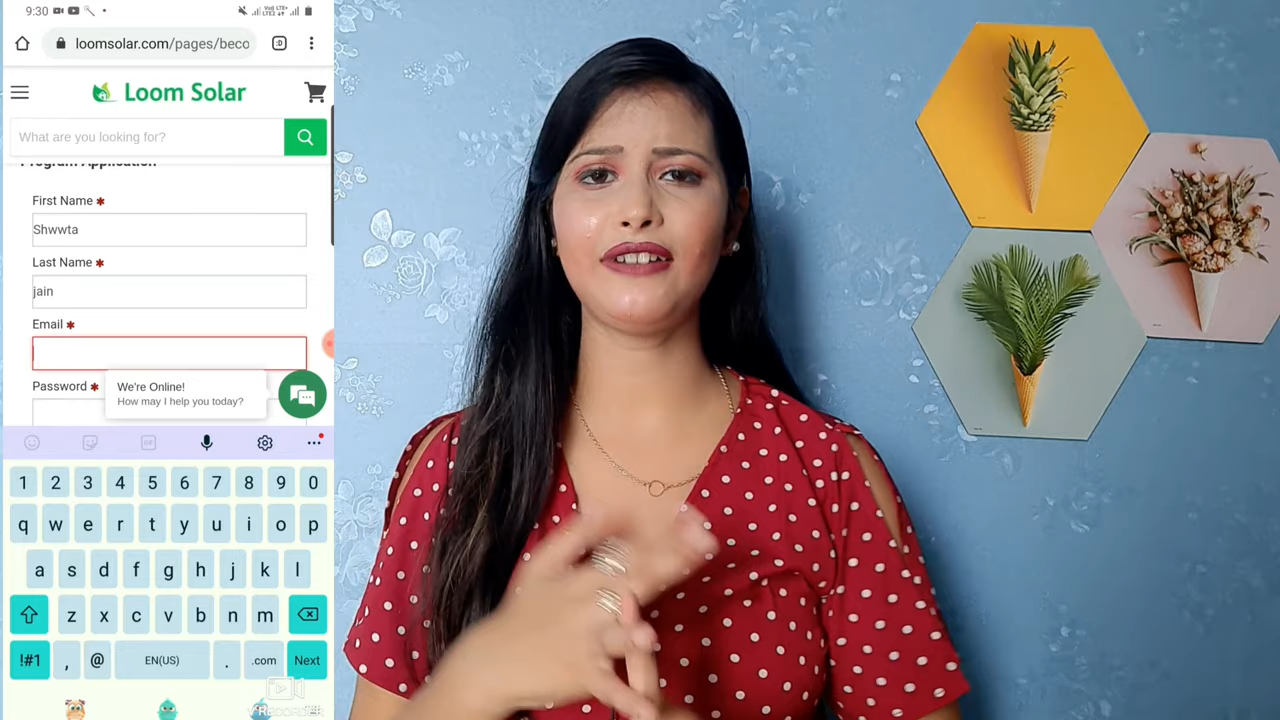 9:30
loomsolar.com/pages/beco
Loom Solar
What are you looking for?
Program Application
First Name *
Shwwta
Last Name *
jain
Email *
Password *
We're Online!
How may I help you today?
GIF
1 2 3 4 5 6 7 8 9 0
q w e r t y u i o p
a s d f g h j k l
z x c v b n m
!#1 , @ EN(US) . .com Next
V RECORDER